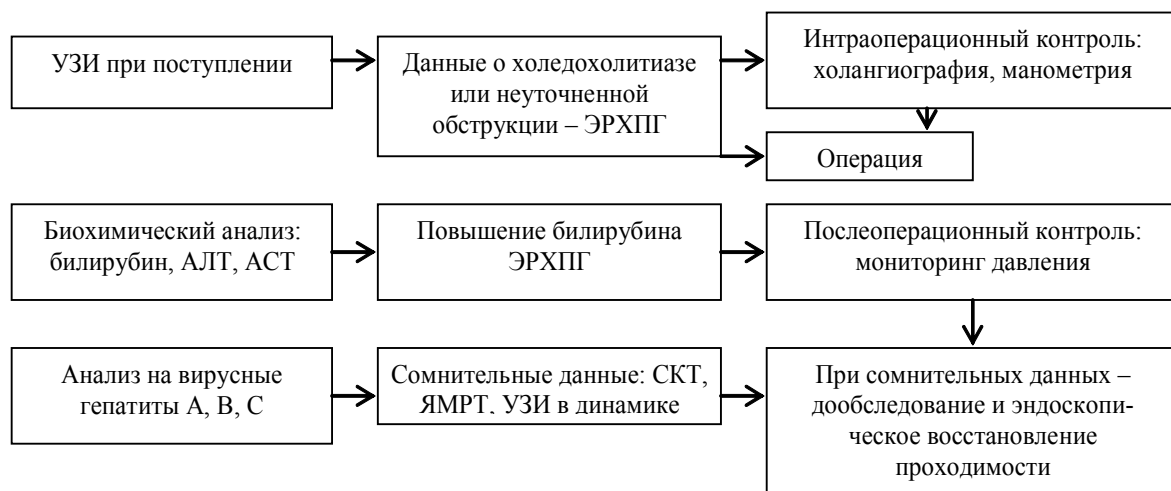 УЗИ при поступлении
Данные о холедохолитиазе
или неуточненной
обструкции – ЭРХПГ
Интраоперационный контроль:
холангиография, манометрия
Операция
Биохимический анализ:
билирубин, АЛТ, АСТ
Повышение билирубина
ЭРХПГ
Послеоперационный контроль:
мониторинг давления
Анализ на вирусные
гепатиты А, В, С
Сомнительные данные: СКТ,
ЯМРТ, УЗИ в динамике
При сомнительных данных –
дообследование и эндоскопи-
ческое восстановление
проходимости